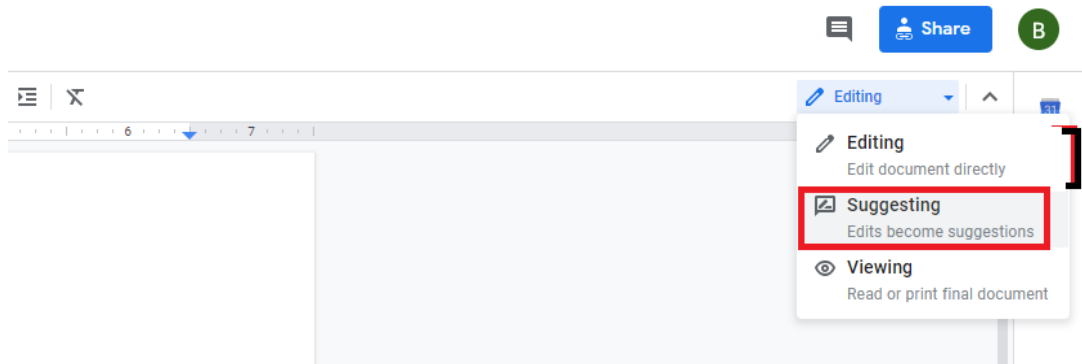 Share
B
Editing
31
6 7
Editing
Edit document directly
Suggesting
Edits become suggestions
Viewing
Read or print final document